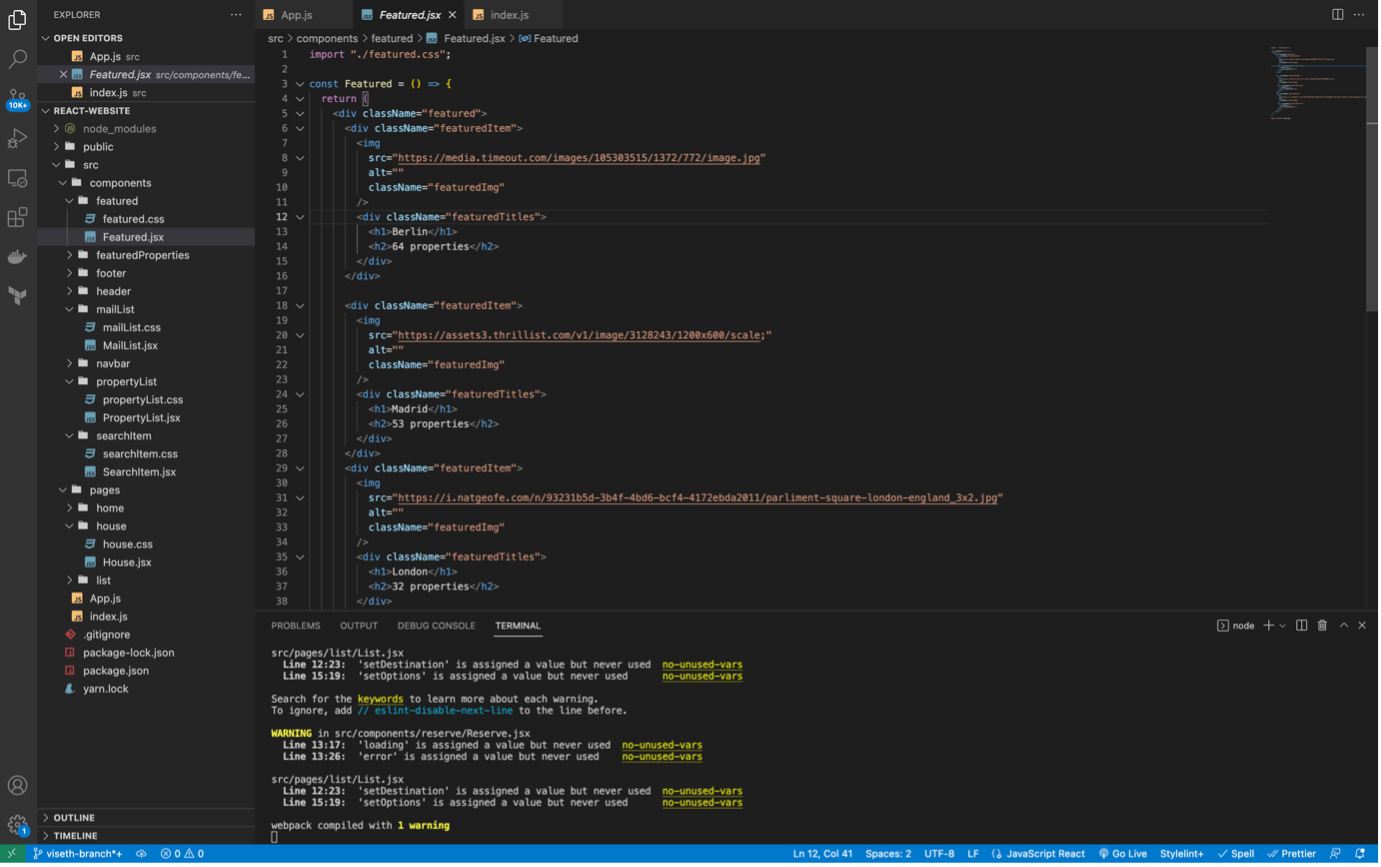 EXPLORER
OPEN EDITORS
App.js src
Featured.jsx src/components/fe...
index.js src
REACT-WEBSITE
node_modules
public
src
components
featured
featured.css
Featured.jsx
featuredProperties
footer
header
mailList
mailList.css
MailList.jsx
navbar
propertyList
propertyList.css
PropertyList.jsx
searchItem
searchItem.css
SearchItem.jsx
pages
home
house
house.css
House.jsx
list
App.js
index.js
.gitignore
package-lock.json
package.json
yarn.lock
OUTLINE
TIMELINE
10K+
1
App.js Featured.jsx index.js
src > components > featured > Featured.jsx > Featured
1 import "./featured.css";
2
3 const Featured = () => {
4 return (
5 <div className="featured">
6 <div className="featuredItem">
7 <img
8 src="https://media.timeout.com/images/105303515/1372/772/image.jpg"
9 alt=""
10 className="featuredImg"
11 />
12 <div className="featuredTitles">
13 <h1>Berlin</h1>
14 <h2>64 properties</h2>
15 </div>
16 </div>
17
18 <div className="featuredItem">
19 <img
20 src="https://assets3.thrillist.com/v1/image/3128243/1200x600/scale;"
21 alt=""
22 className="featuredImg"
23 />
24 <div className="featuredTitles">
25 <h1>Madrid</h1>
26 <h2>53 properties</h2>
27 </div>
28 </div>
29 <div className="featuredItem">
30 <img
31 src="https://i.natgeofe.com/n/93231b5d-3b4f-4bd6-bcf4-4172ebda2011/parliment-square-london-england_3x2.jpg"
32 alt=""
33 className="featuredImg"
34 />
35 <div className="featuredTitles">
36 <h1>London</h1>
37 <h2>32 properties</h2>
38 </div>
PROBLEMS OUTPUT DEBUG CONSOLE TERMINAL
node
src/pages/list/List.jsx
Line 12:23: 'setDestination' is assigned a value but never used no-unused-vars
Line 15:19: 'setOptions' is assigned a value but never used no-unused-vars
Search for the keywords to learn more about each warning.
To ignore, add // eslint-disable-next-line to the line before.
WARNING in src/components/reserve/Reserve.jsx
Line 13:17: 'loading' is assigned a value but never used no-unused-vars
Line 13:26: 'error' is assigned a value but never used no-unused-vars
src/pages/list/List.jsx
Line 12:23: 'setDestination' is assigned a value but never used no-unused-vars
Line 15:19: 'setOptions' is assigned a value but never used no-unused-vars
webpack compiled with 1 warning
viseth-branch*+ 0 0 Ln 12, Col 41 Spaces: 2 UTF-8 LF JavaScript React Go Live Stylelint+ Spell Prettier